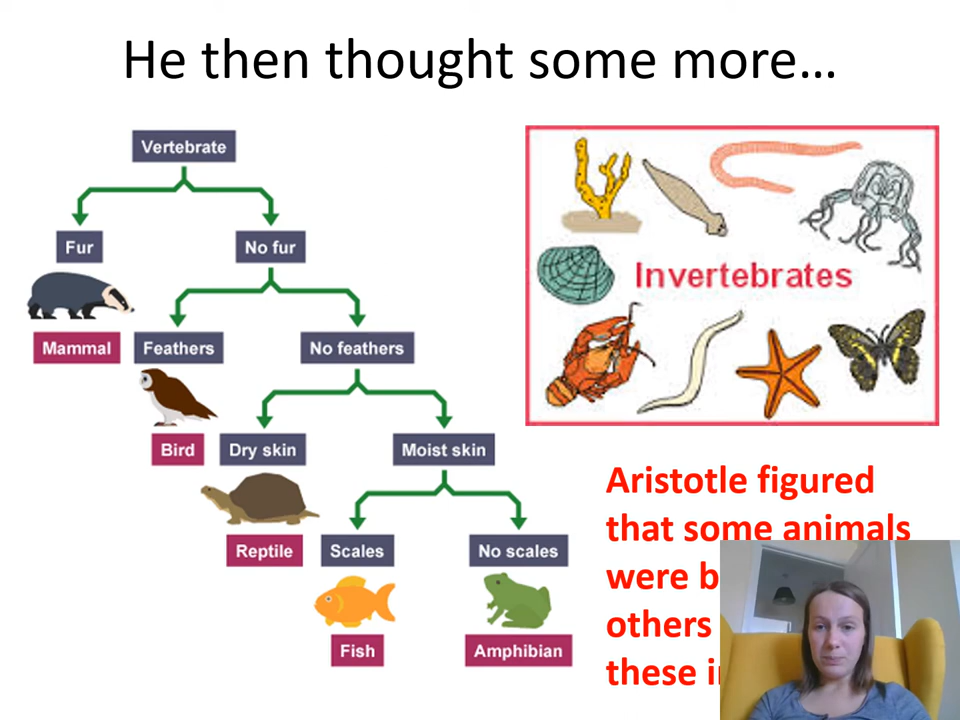 He then thought some more…
Vertebrate
Fur
No fur
Mammal
Feathers
No feathers
Bird
Dry skin
Moist skin
Reptile
Scales
No scales
Fish
Amphibian
Invertebrates
Aristotle figured
that some animals
were
others
these